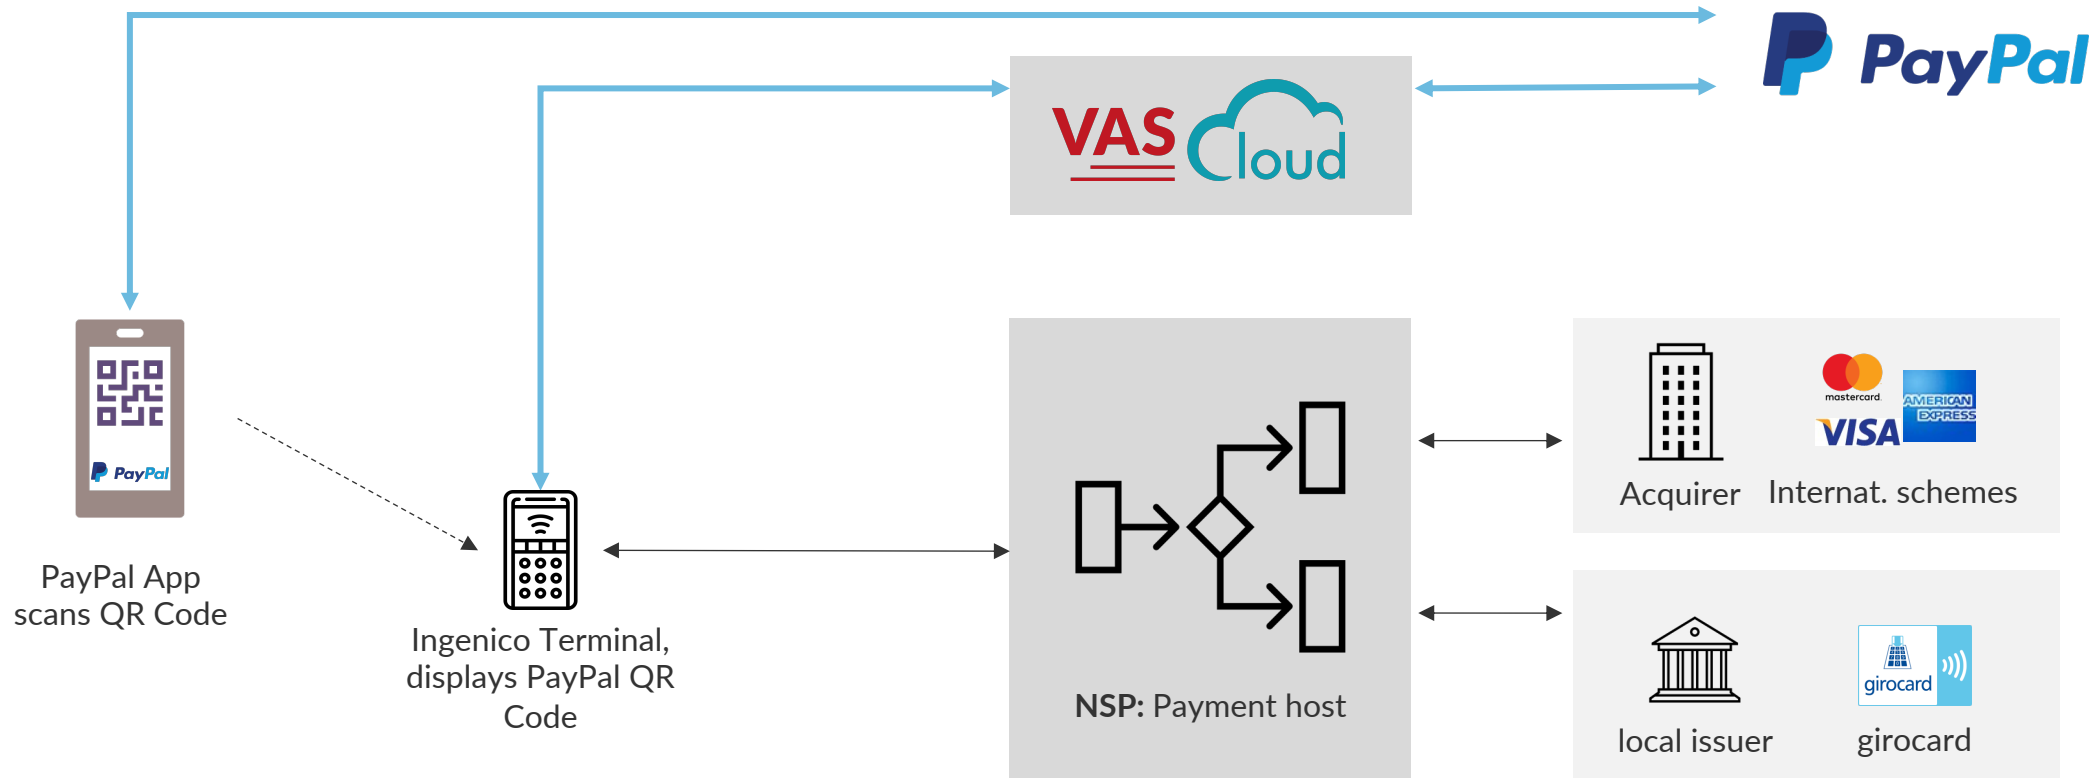 PayPal
VAS Cloud
PayPal
PayPal App
scans QR Code
Ingenico Terminal,
displays PayPal QR
Code
NSP: Payment host
mastercard.
AMERICAN
EXPRESS
VISA
Acquirer
Internat. schemes
girocard
local issuer
girocard